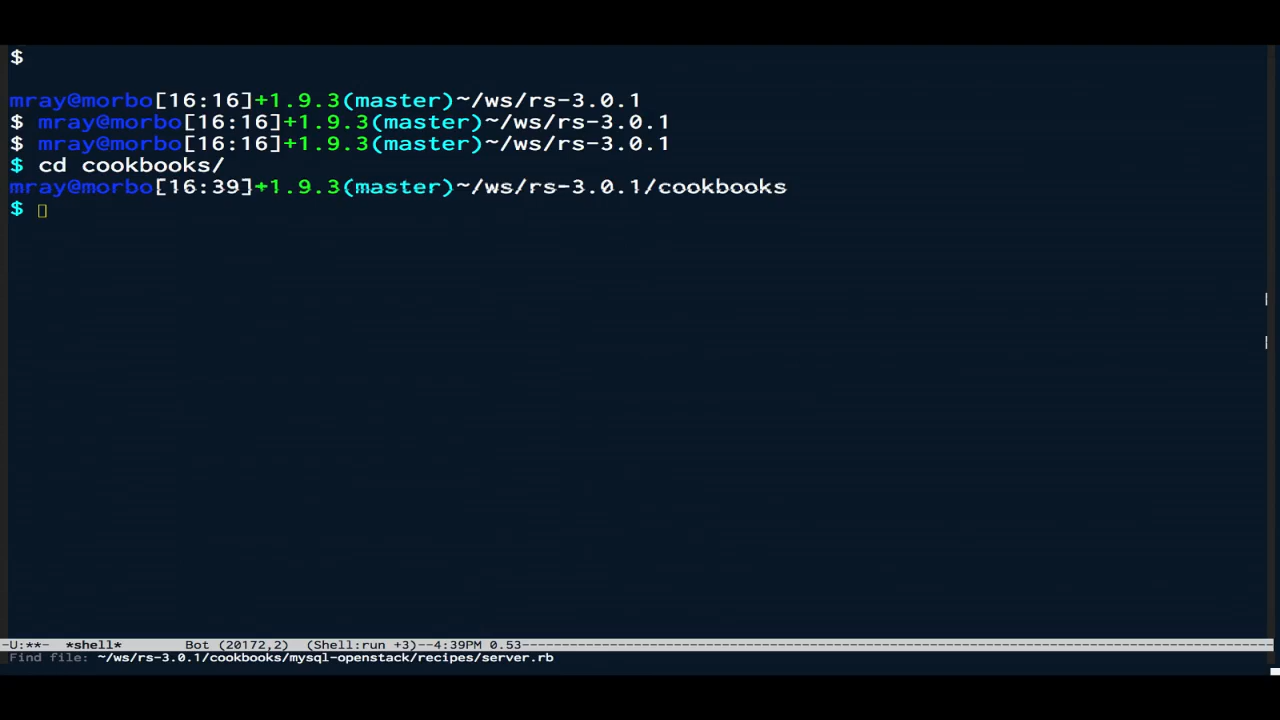 $
mray@morbo[16:16]+1.9.3(master)~/ws/rs-3.0.1
$ mray@morbo[16:16]+1.9.3(master)~/ws/rs-3.0.1
$ mray@morbo[16:16]+1.9.3(master)~/ws/rs-3.0.1
$ cd cookbooks/
mray@morbo[16:39]+1.9.3(master)~/ws/rs-3.0.1/cookbooks
$
-U:**-  *shell*       Bot (20172,2)  (Shell:run +3)--4:39PM 0.53-----------------------------------------------
Find file: ~/ws/rs-3.0.1/cookbooks/mysql-openstack/recipes/server.rb